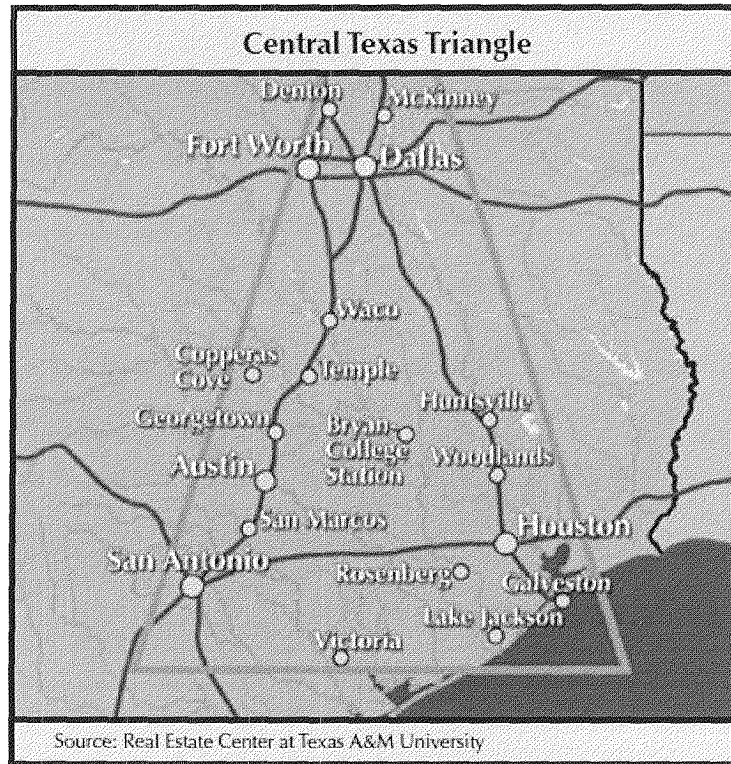 Central Texas Triangle
Denton
McKinney
Fort Worth
Dallas
Waco
Copperas
Cove
Temple
Huntsville
Georgetown
Bryan-
College
Station
Woodlands
Austin
San Marcos
Houston
San Antonio
Rosenberg
Galveston
Lake Jackson
Victoria
Source: Real Estate Center at Texas A&M University